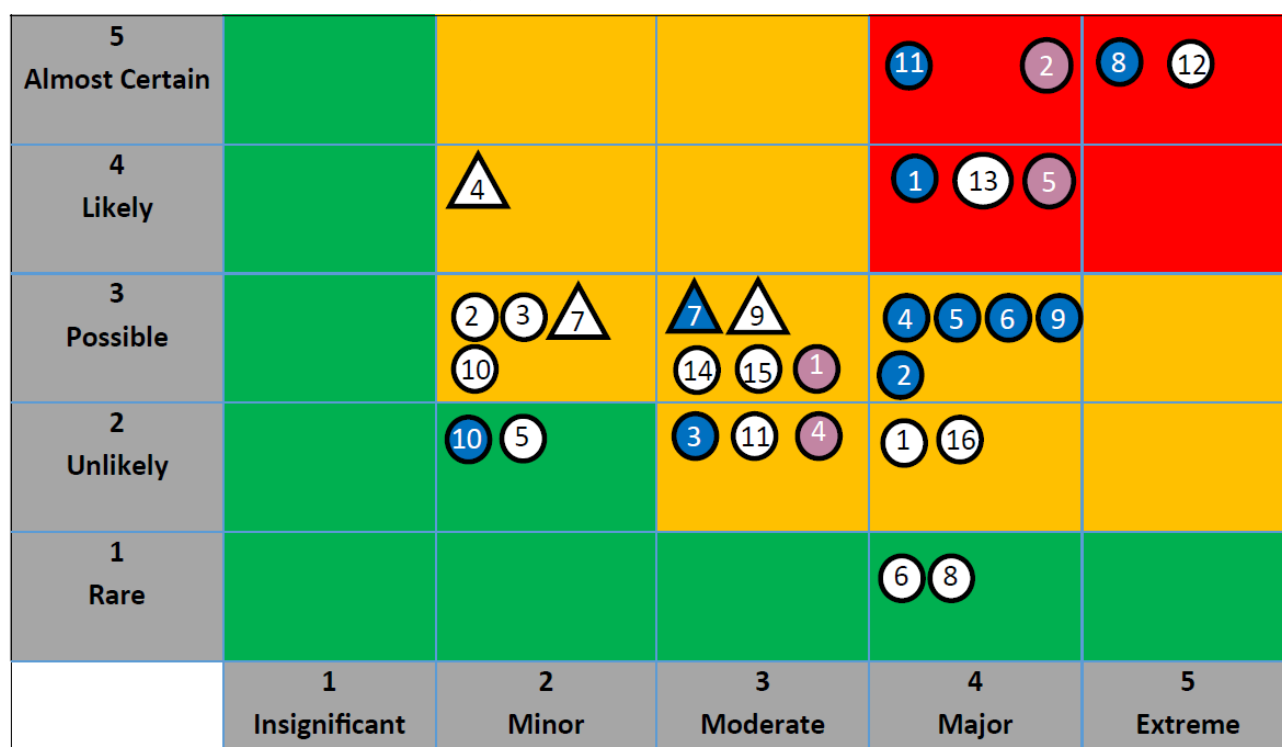 5
Almost Certain
11 2 8 12
4
Likely
4 1 13 5
3
Possible
2 3 7 7 9 4 5 6 9
10 14 15 1 2
2
Unlikely
10 5 3 11 4 1 16
1
Rare
6 8
1 2 3 4 5
Insignificant Minor Moderate Major Extreme